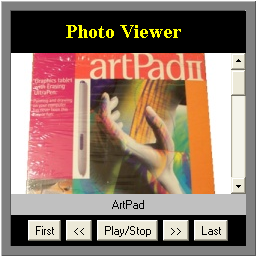 Photo Viewer
artPad II
Graphics tablet
with Erasing
UltraPen
ArtPad
First
<<
Play/Stop
>>
Last